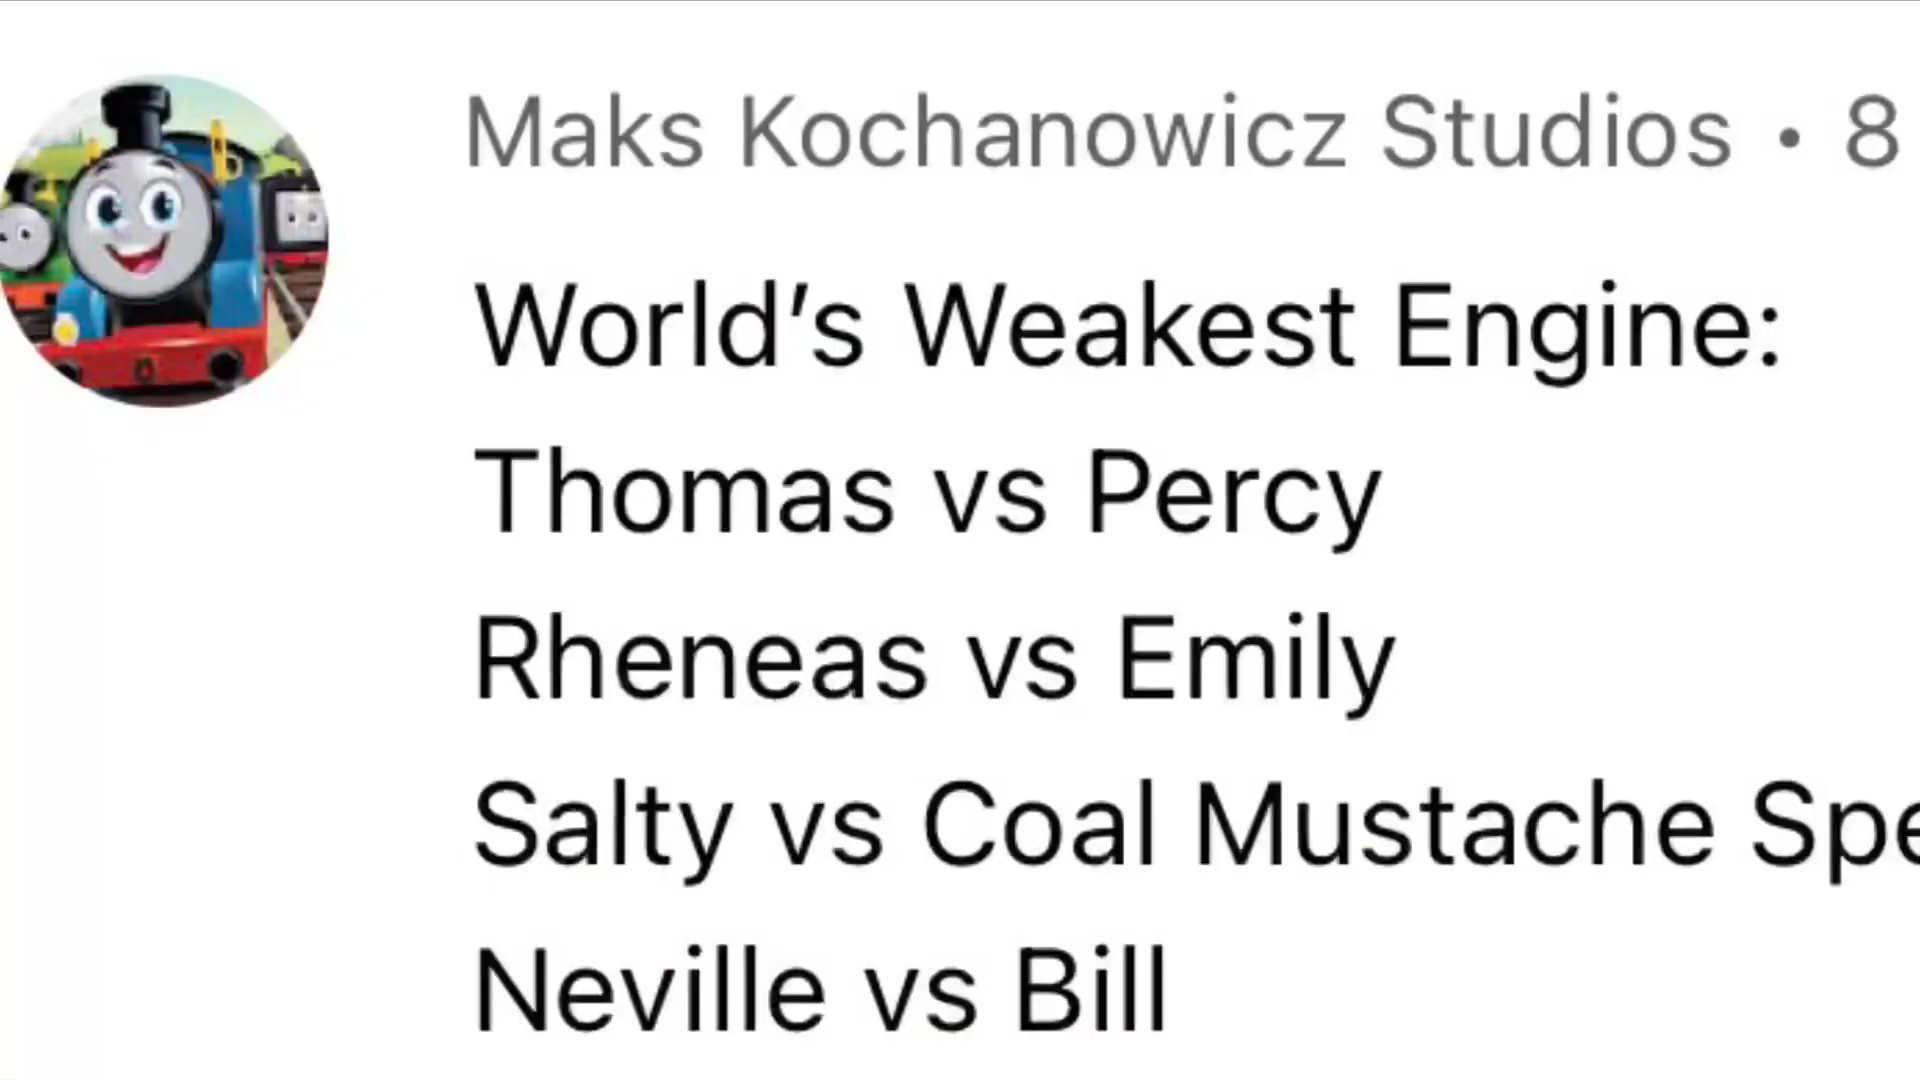 Maks Kochanowicz Studios • 8
World’s Weakest Engine:
Thomas vs Percy
Rheneas vs Emily
Salty vs Coal Mustache
Neville vs Bill